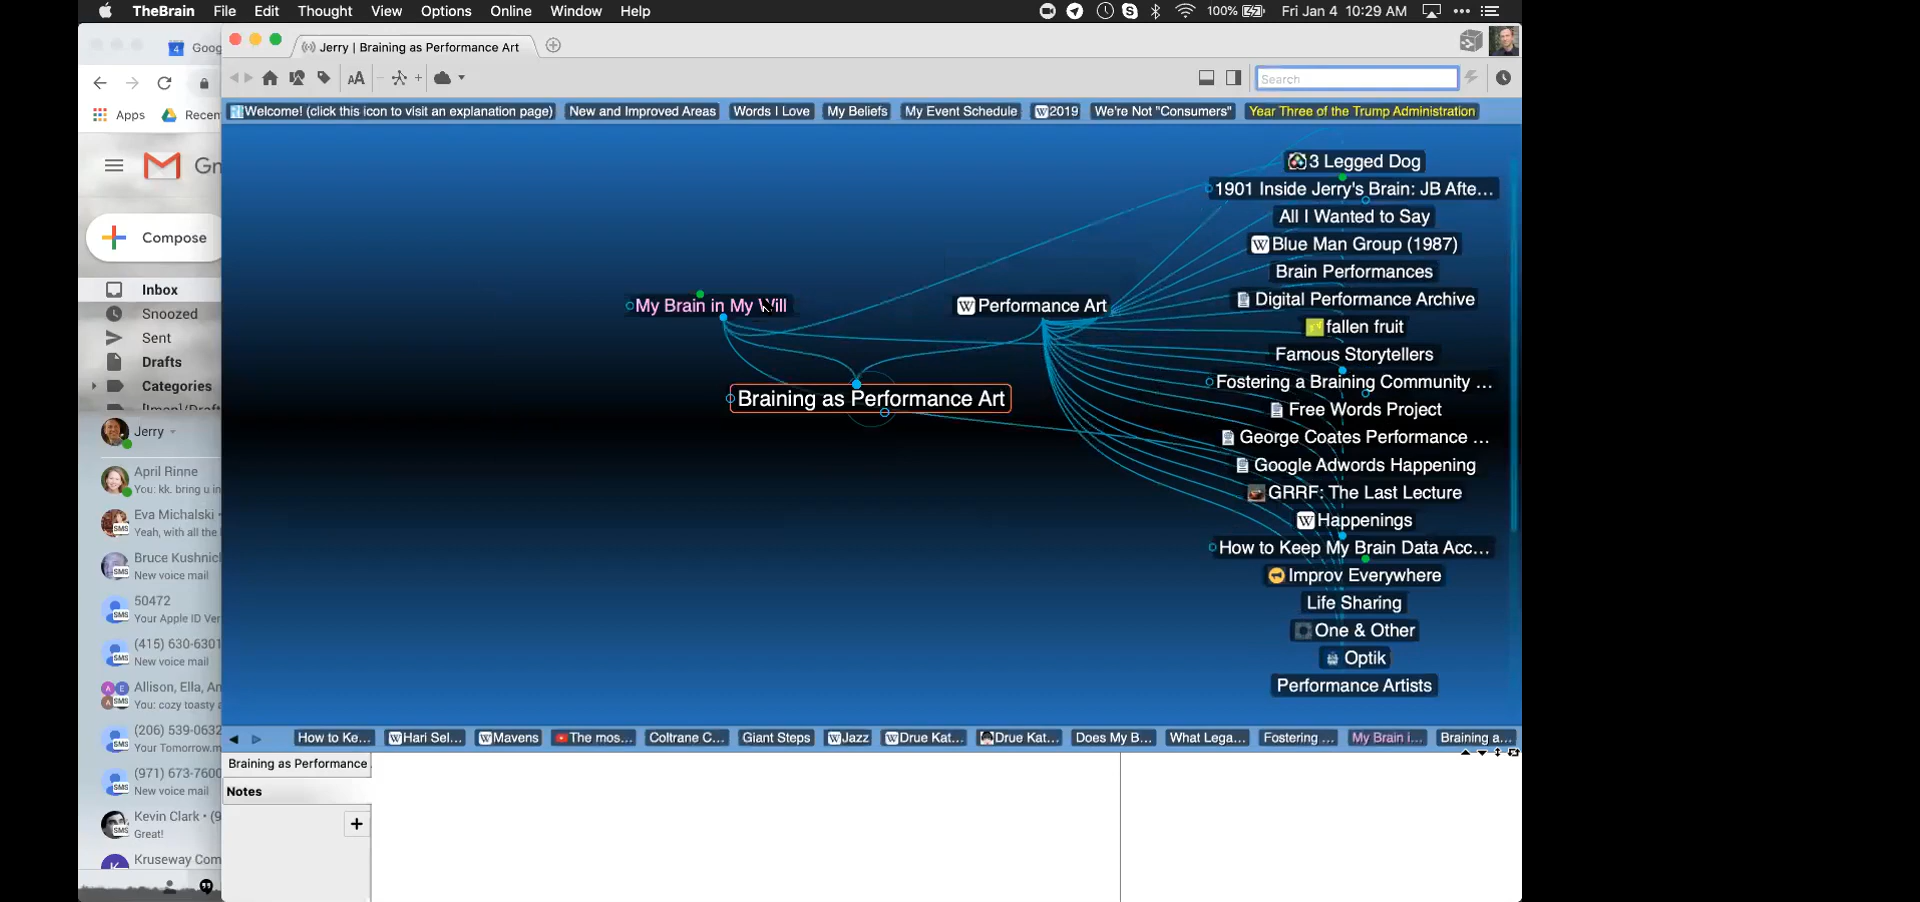 TheBrain File Edit Thought View Options Online Window Help 100% Fri Jan 4 10:29 AM
4 Goog
Jerry | Braining as Performance Art
AA Search
Apps Recen
Welcome! (click this icon to visit an explanation page) New and Improved Areas Words I Love My Beliefs My Event Schedule W 2019 We're Not "Consumers" Year Three of the Trump Administration
Gm
Compose
Inbox
Snoozed
Sent
Drafts
Categories
[Imap]/Draft
Jerry
April Rinne
You: kk. bring u in
Eva Michalski •
Yeah, with all the
Bruce Kushnick
New voice mail
50472
Your Apple ID Ver
(415) 630-6301
New voice mail
Allison, Ella, An
You: cozy toasty a
(206) 539-0632
Your Tomorrow.m
(971) 673-7600
New voice mail
Kevin Clark • (9
Great!
Kruseway Com
My Brain in My Will
W Performance Art
Braining as Performance Art
3 Legged Dog
1901 Inside Jerry's Brain: JB Afte...
All I Wanted to Say
W Blue Man Group (1987)
Brain Performances
Digital Performance Archive
fallen fruit
Famous Storytellers
Fostering a Braining Community ...
Free Words Project
George Coates Performance ...
Google Adwords Happening
GRRF: The Last Lecture
W Happenings
How to Keep My Brain Data Acc...
Improv Everywhere
Life Sharing
One & Other
Optik
Performance Artists
How to Ke... W Hari Sel... W Mavens The mos... Coltrane C... Giant Steps W Jazz W Drue Kat... Drue Kat... Does My B... What Lega... Fostering ... My Brain i... Braining a...
Braining as Performance
Notes